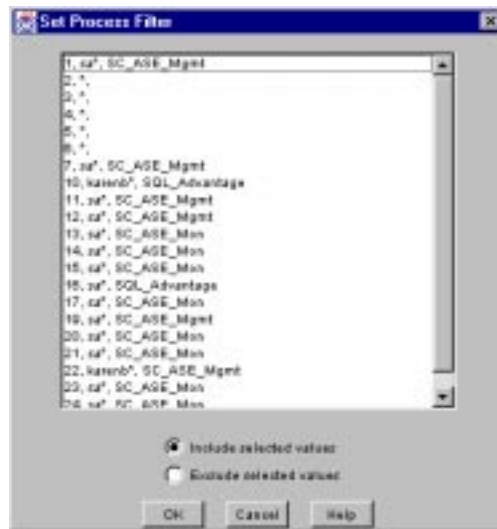 Set Process Filter
1, sa*, SC_ASE_Mgmt
2, *,
3, *,
4, *,
5, *,
6, *,
7, sa*, SC_ASE_Mgmt
10, karenb*, SQL_Advantage
11, sa*, SC_ASE_Mgmt
12, sa*, SC_ASE_Mgmt
13, sa*, SC_ASE_Mon
14, sa*, SC_ASE_Mon
15, sa*, SC_ASE_Mon
16, sa*, SQL_Advantage
17, sa*, SC_ASE_Mon
19, sa*, SC_ASE_Mgmt
20, sa*, SC_ASE_Mon
21, sa*, SC_ASE_Mon
22, karenb*, SC_ASE_Mgmt
23, sa*, SC_ASE_Mon
24, sa*, SC_ASE_Mon
Include selected values
Exclude selected values
OK Cancel Help